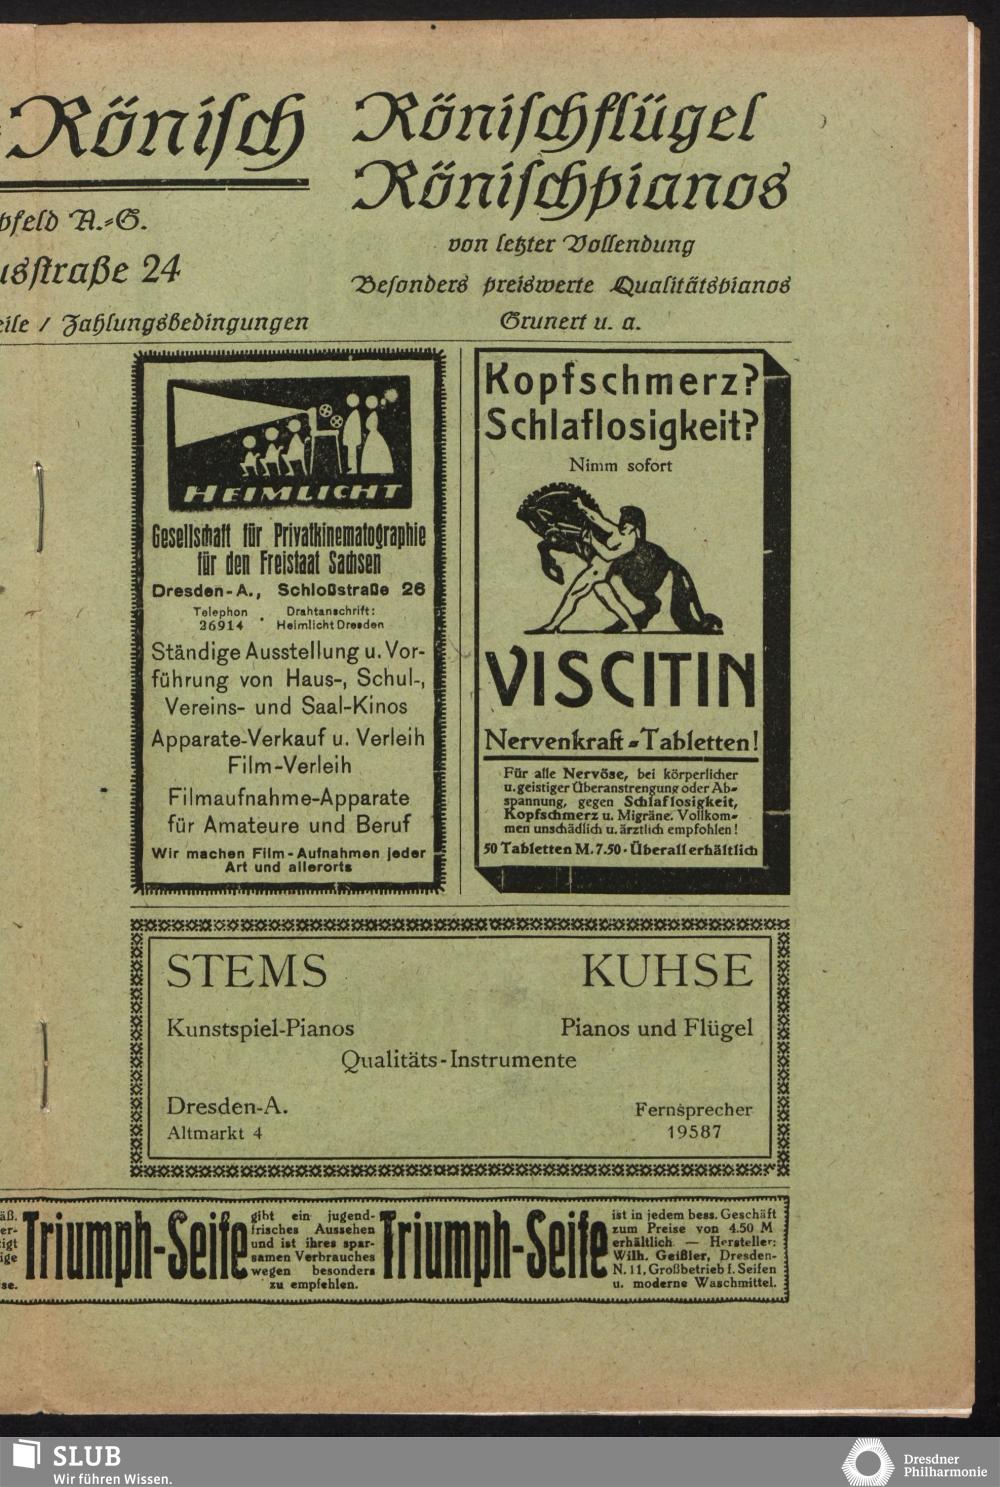 Rönisch
pfeld A.-G.
usstraße 24
eile / Zahlungsbedingungen
Rönischflügel
Rönischpianos
von letzter Vollendung
Besonders preiswerte Qualitätspianos
Grunert u. a.
HEIMLICHT
Gesellschaft für Privatkinematographie
für den Freistaat Sachsen
Dresden-A., Schloßstraße 26
Telephon 26914 · Drahtanschrift: Heimlicht Dresden
Ständige Ausstellung u. Vor-
führung von Haus-, Schul-,
Vereins- und Saal-Kinos
Apparate-Verkauf u. Verleih
Film-Verleih
Filmaufnahme-Apparate
für Amateure und Beruf
Wir machen Film-Aufnahmen jeder
Art und allerorts
Kopfschmerz?
Schlaflosigkeit?
Nimm sofort
VISCITIN
Nervenkraft-Tabletten!
Für alle Nervöse, bei körperlicher
u. geistiger Überanstrengung oder Ab-
spannung, gegen Schlaflosigkeit,
Kopfschmerz u. Migräne. Vollkom-
men unschädlich u. ärztlich empfohlen!
50 Tabletten M. 7.50 · Überall erhältlich
STEMS KUHSE
Kunstspiel-Pianos Pianos und Flügel
Qualitäts-Instrumente
Dresden-A. Fernsprecher
Altmarkt 4 19587
äß.
er-
tigt
ige
se.
Triumph-Seife
gibt ein jugend-
frisches Aussehen
und ist ihres spar-
samen Verbrauches
wegen besonders
zu empfehlen.
Triumph-Seife
ist in jedem bess. Geschäft
zum Preise von 4.50 M
erhältlich — Hersteller:
Wilh. Geißler, Dresden-
N. 11, Großbetrieb f. Seifen
u. moderne Waschmittel.
SLUB
Wir führen Wissen.
Dresdner
Philharmonie